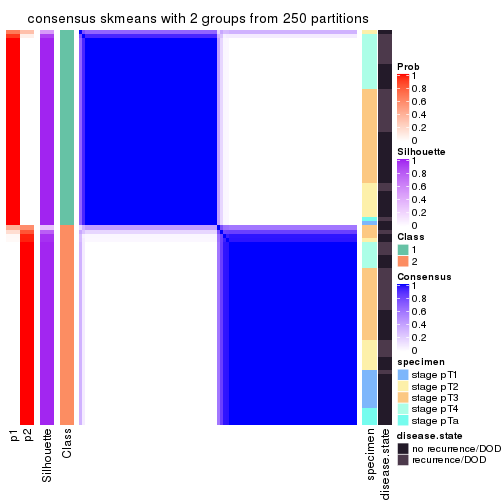 consensus skmeans with 2 groups from 250 partitions
Prob
1
0.8
0.6
0.4
0.2
0
Silhouette
1
0.8
0.6
0.4
0.2
0
Class
1
2
Consensus
1
0.8
0.6
0.4
0.2
0
specimen
stage pT1
stage pT2
stage pT3
stage pT4
stage pTa
disease.state
no recurrence/DOD
recurrence/DOD
p1
p2
Silhouette
Class
specimen
disease.state